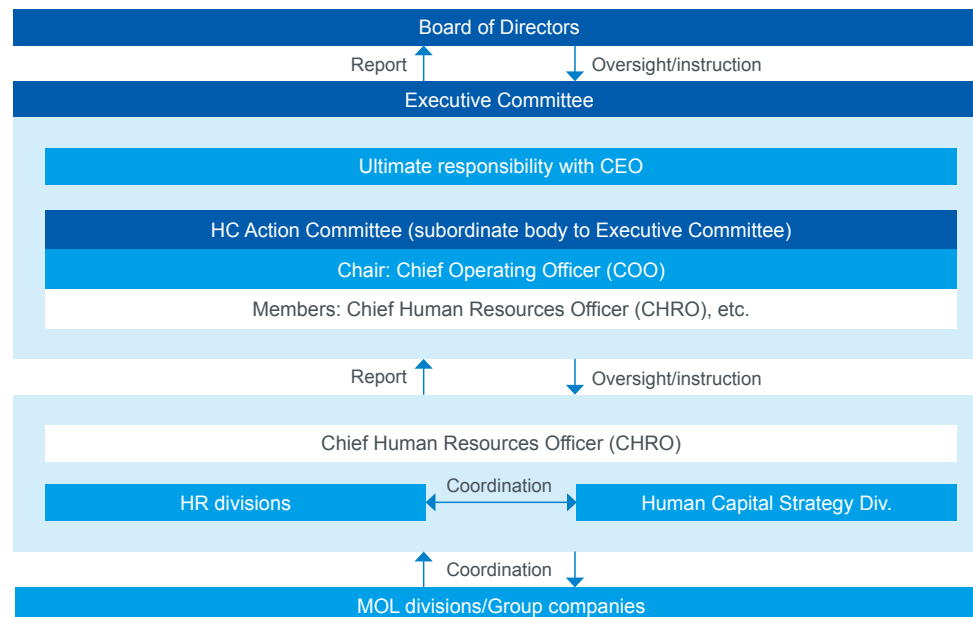 Board of Directors
Report
Oversight/instruction
Executive Committee
Ultimate responsibility with CEO
HC Action Committee (subordinate body to Executive Committee)
Chair: Chief Operating Officer (COO)
Members: Chief Human Resources Officer (CHRO), etc.
Report
Oversight/instruction
Chief Human Resources Officer (CHRO)
HR divisions
Coordination
Human Capital Strategy Div.
Coordination
MOL divisions/Group companies